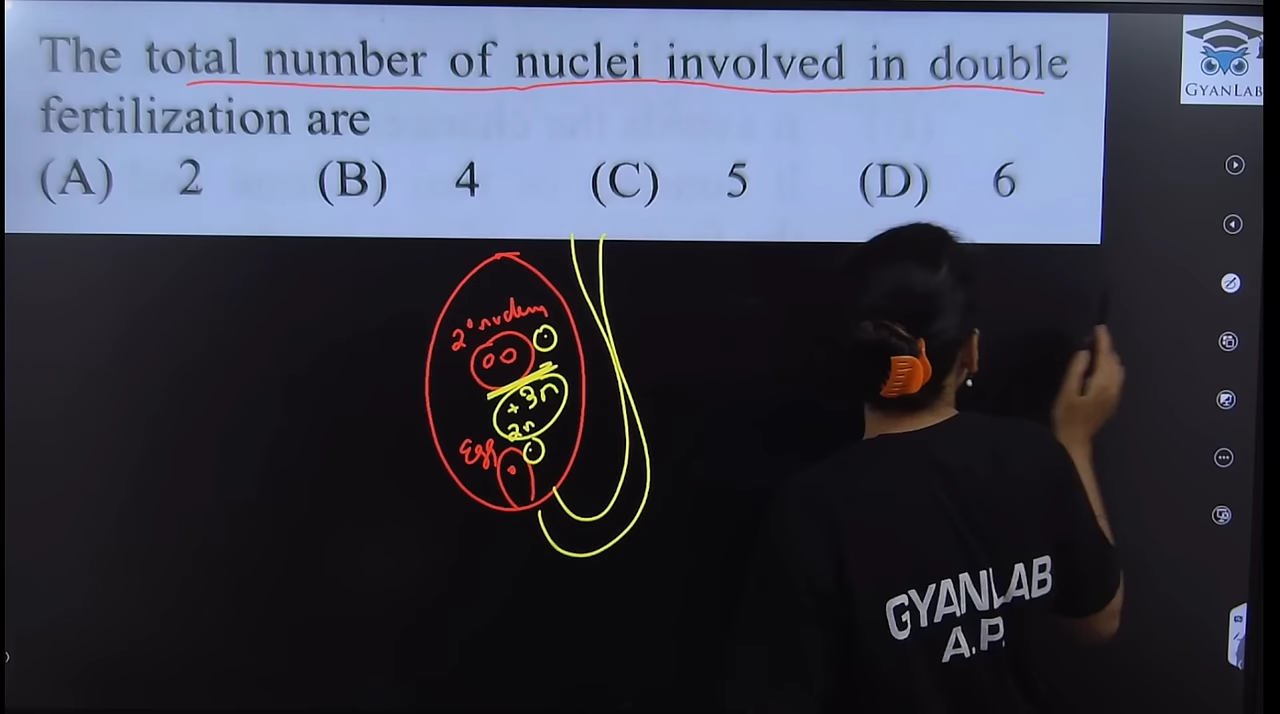 The total number of nuclei involved in double
fertilization are
(A) 2 (B) 4 (C) 5 (D) 6
GYANLAB
2° nucleus
+ 3n
2n
Egg
GYANLAB
A.P.